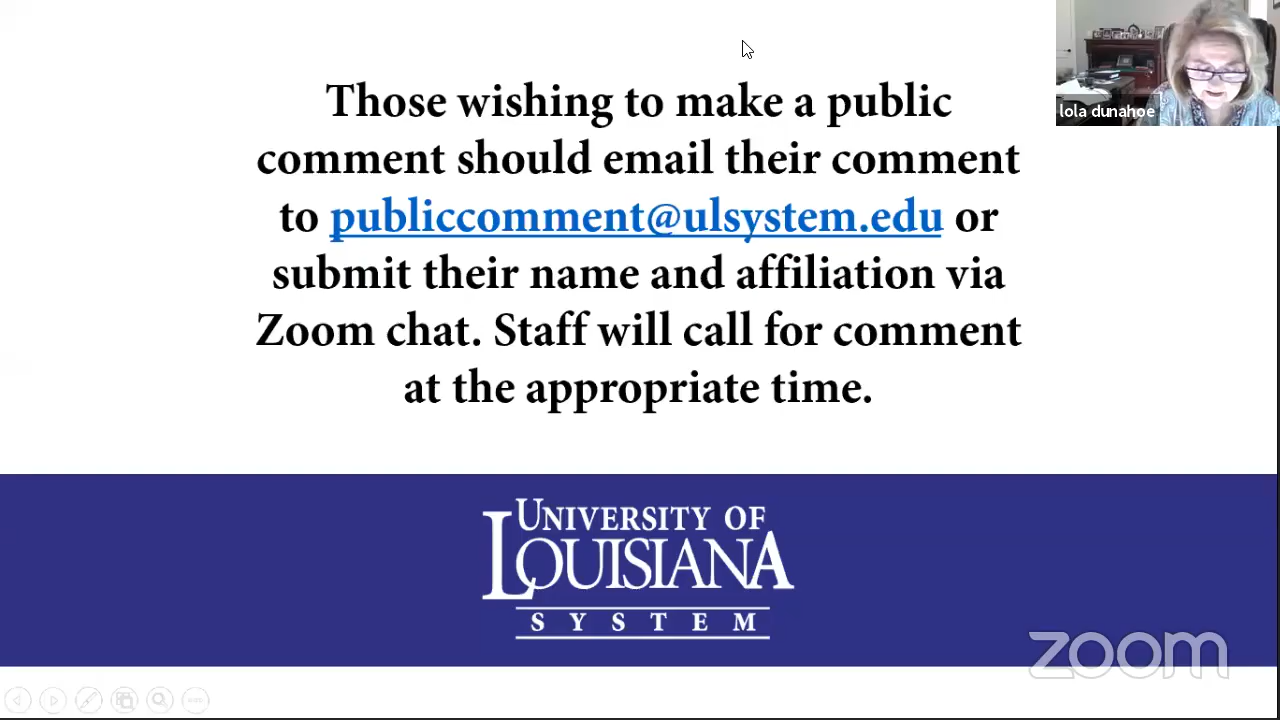 Those wishing to make a public
comment should email their comment
to publiccomment@ulsystem.edu or
submit their name and affiliation via
Zoom chat. Staff will call for comment
at the appropriate time.
lola dunahoe
UNIVERSITY OF
LOUISIANA
SYSTEM
zoom